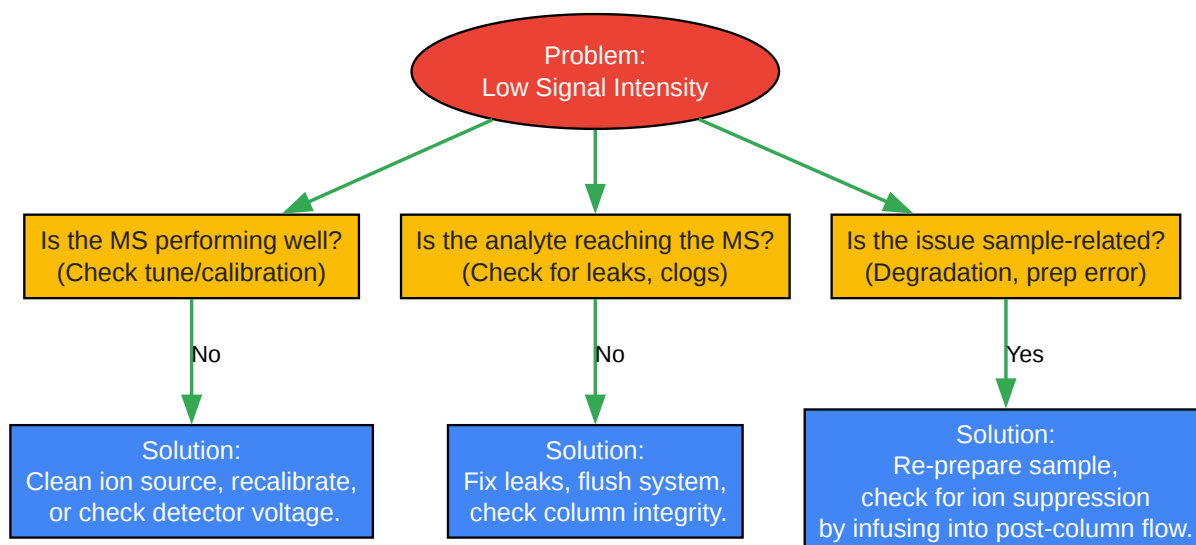 Problem:
Low Signal Intensity
Is the MS performing well?
(Check tune/calibration)
Is the analyte reaching the MS?
(Check for leaks, clogs)
Is the issue sample-related?
(Degradation, prep error)
No
No
Yes
Solution:
Clean ion source, recalibrate,
or check detector voltage.
Solution:
Fix leaks, flush system,
check column integrity.
Solution:
Re-prepare sample,
check for ion suppression
by infusing into post-column flow.